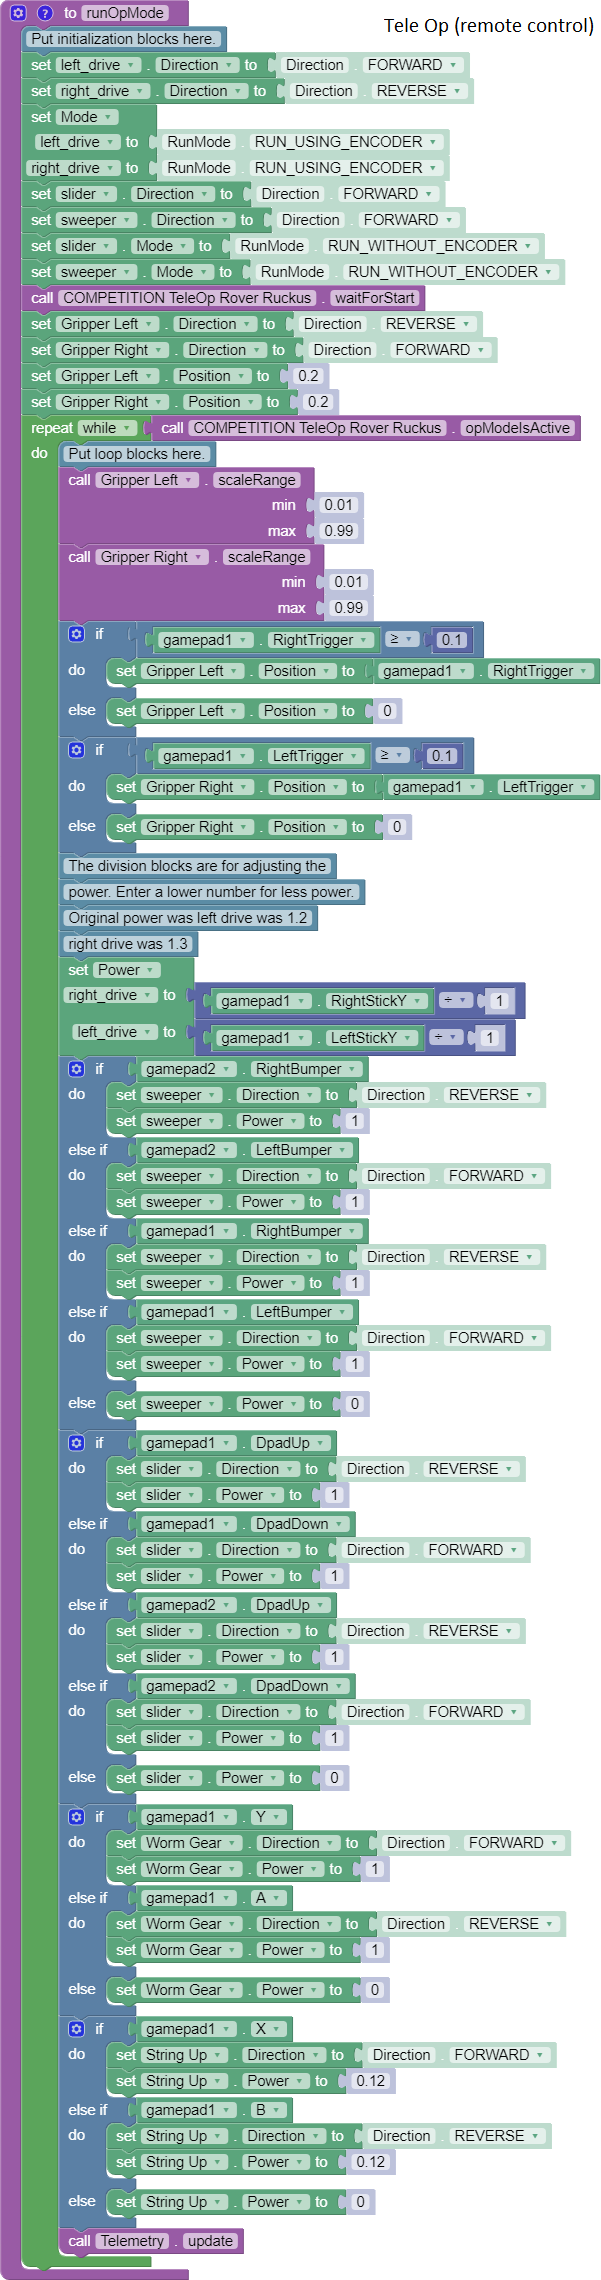 to runOpMode
Tele Op (remote control)
Put initialization blocks here.
set left_drive . Direction to Direction . FORWARD
set right_drive . Direction to Direction . REVERSE
set Mode
left_drive to RunMode . RUN_USING_ENCODER
right_drive to RunMode . RUN_USING_ENCODER
set slider . Direction to Direction . FORWARD
set sweeper . Direction to Direction . FORWARD
set slider . Mode to RunMode . RUN_WITHOUT_ENCODER
set sweeper . Mode to RunMode . RUN_WITHOUT_ENCODER
call COMPETITION TeleOp Rover Ruckus . waitForStart
set Gripper Left . Direction to Direction . REVERSE
set Gripper Right . Direction to Direction . FORWARD
set Gripper Left . Position to 0.2
set Gripper Right . Position to 0.2
repeat while call COMPETITION TeleOp Rover Ruckus . opModeIsActive
do Put loop blocks here.
call Gripper Left . scaleRange
min 0.01
max 0.99
call Gripper Right . scaleRange
min 0.01
max 0.99
if gamepad1 . RightTrigger ≥ 0.1
do set Gripper Left . Position to gamepad1 . RightTrigger
else set Gripper Left . Position to 0
if gamepad1 . LeftTrigger ≥ 0.1
do set Gripper Right . Position to gamepad1 . LeftTrigger
else set Gripper Right . Position to 0
The division blocks are for adjusting the
power. Enter a lower number for less power.
Original power was left drive was 1.2
right drive was 1.3
set Power
right_drive to gamepad1 . RightStickY ÷ 1
left_drive to gamepad1 . LeftStickY ÷ 1
if gamepad2 . RightBumper
do set sweeper . Direction to Direction . REVERSE
set sweeper . Power to 1
else if gamepad2 . LeftBumper
do set sweeper . Direction to Direction . FORWARD
set sweeper . Power to 1
else if gamepad1 . RightBumper
do set sweeper . Direction to Direction . REVERSE
set sweeper . Power to 1
else if gamepad1 . LeftBumper
do set sweeper . Direction to Direction . FORWARD
set sweeper . Power to 1
else set sweeper . Power to 0
if gamepad1 . DpadUp
do set slider . Direction to Direction . REVERSE
set slider . Power to 1
else if gamepad1 . DpadDown
do set slider . Direction to Direction . FORWARD
set slider . Power to 1
else if gamepad2 . DpadUp
do set slider . Direction to Direction . REVERSE
set slider . Power to 1
else if gamepad2 . DpadDown
do set slider . Direction to Direction . FORWARD
set slider . Power to 1
else set slider . Power to 0
if gamepad1 . Y
do set Worm Gear . Direction to Direction . FORWARD
set Worm Gear . Power to 1
else if gamepad1 . A
do set Worm Gear . Direction to Direction . REVERSE
set Worm Gear . Power to 1
else set Worm Gear . Power to 0
if gamepad1 . X
do set String Up . Direction to Direction . FORWARD
set String Up . Power to 0.12
else if gamepad1 . B
do set String Up . Direction to Direction . REVERSE
set String Up . Power to 0.12
else set String Up . Power to 0
call Telemetry . update